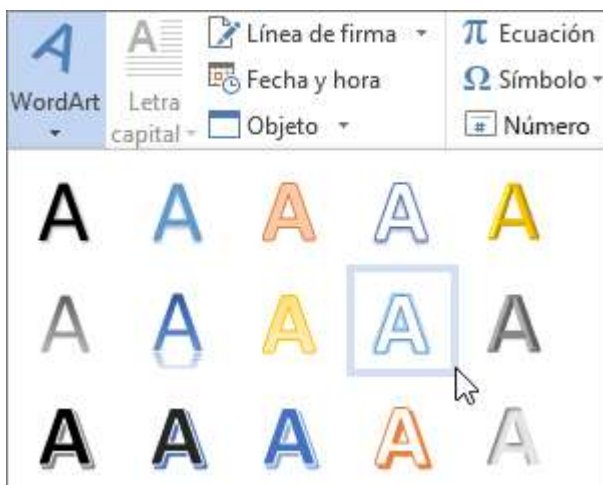 WordArt
Letra
capital
Línea de firma
Fecha y hora
Objeto
π Ecuación
Ω Símbolo
# Número
A A A A A
A A A A A
A A A A A